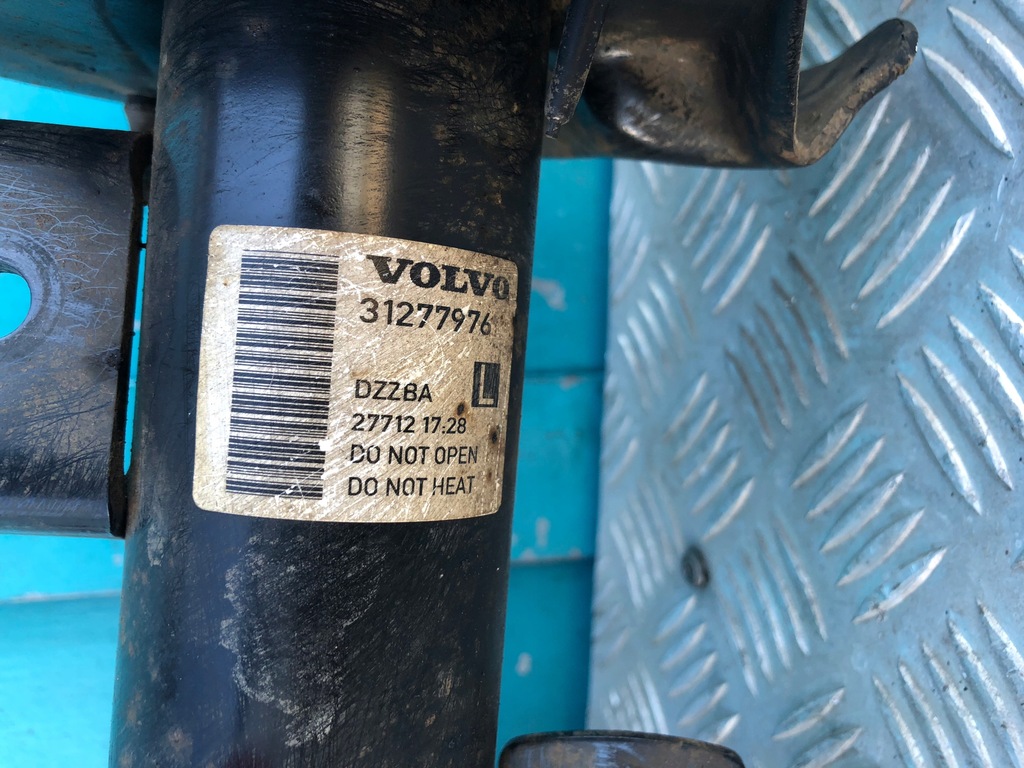 VOLVO
31277976
L
DZZBA
27712 17:28
DO NOT OPEN
DO NOT HEAT